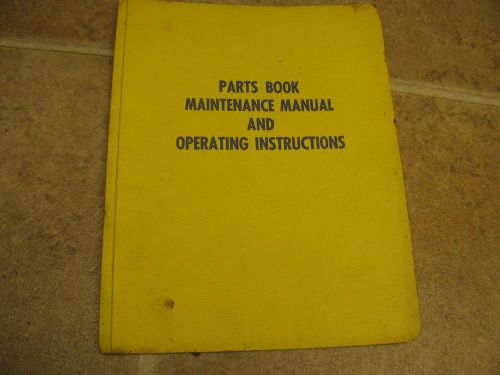 PARTS BOOK
MAINTENANCE MANUAL
AND
OPERATING INSTRUCTIONS